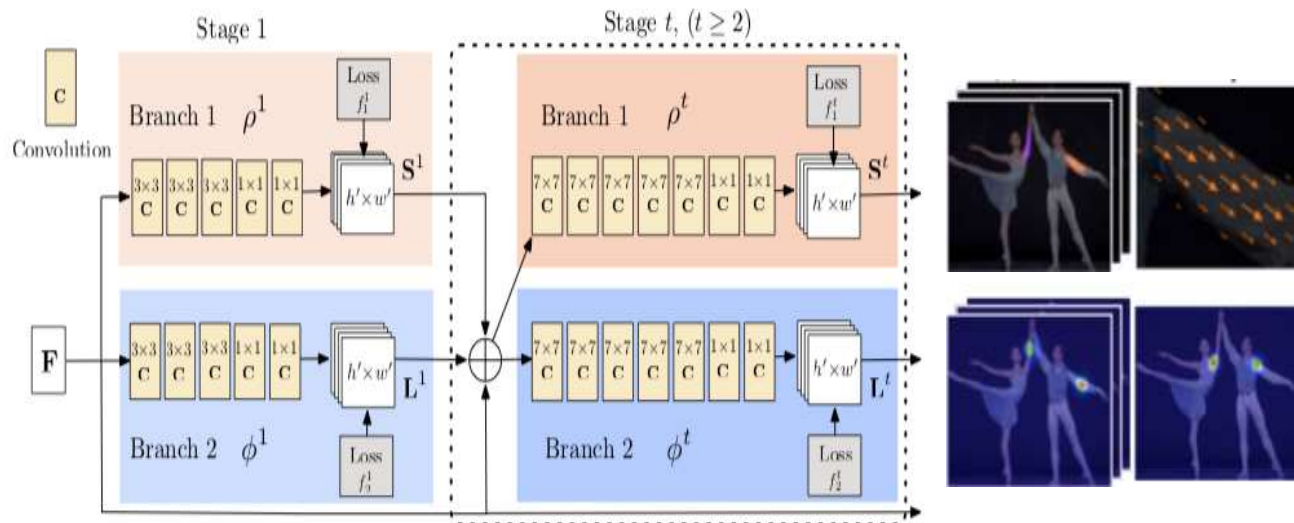 Stage 1
Stage t, (t ≥ 2)
C
Convolution
Loss
f₁¹
Branch 1 ρ¹
3×3 C 3×3 C 3×3 C 1×1 C 1×1 C
h′×w′
S¹
Loss
f₁ᵗ
Branch 1 ρᵗ
7×7 C 7×7 C 7×7 C 7×7 C 7×7 C 1×1 C 1×1 C
h′×w′
Sᵗ
F
3×3 C 3×3 C 3×3 C 1×1 C 1×1 C
h′×w′
L¹
Branch 2 ϕ¹
Loss
7×7 C 7×7 C 7×7 C 7×7 C 7×7 C 1×1 C 1×1 C
h′×w′
Lᵗ
Branch 2 ϕᵗ
Loss
f₂ᵗ